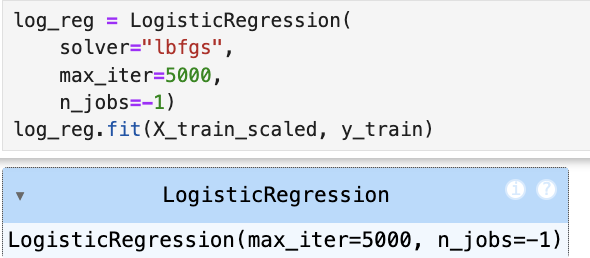 log_reg = LogisticRegression(
    solver="lbfgs",
    max_iter=5000,
    n_jobs=-1)
log_reg.fit(X_train_scaled, y_train)
▾ LogisticRegression i ?
LogisticRegression(max_iter=5000, n_jobs=-1)